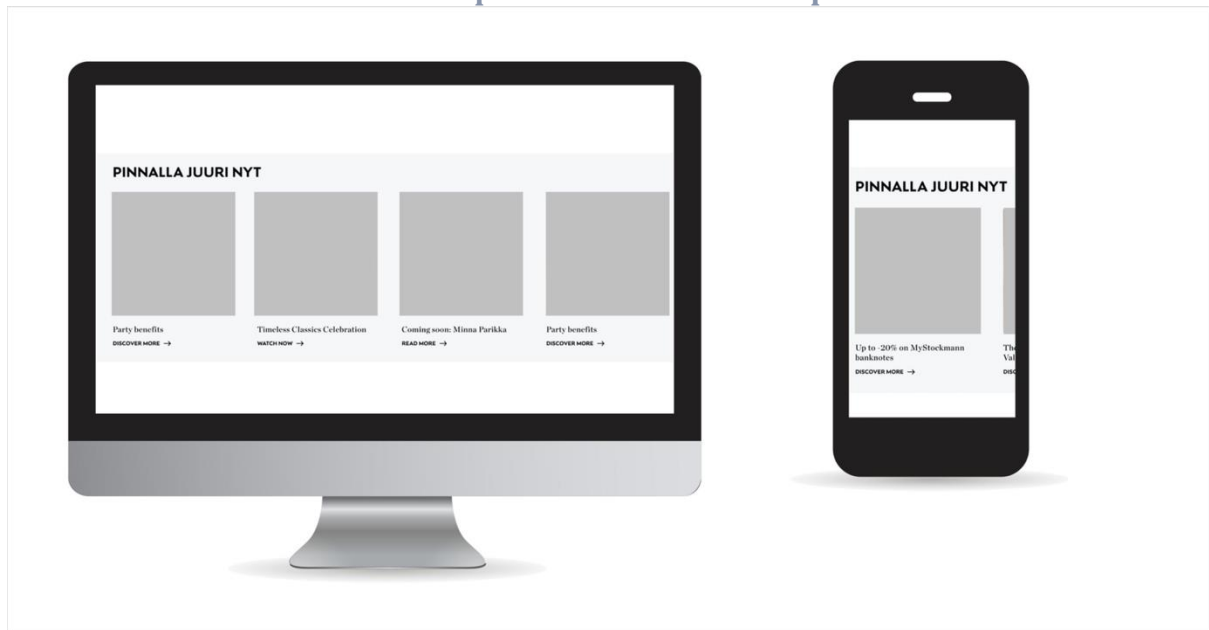 PINNALLA JUURI NYT
Party benefits
DISCOVER MORE →
Timeless Classics Celebration
WATCH NOW →
Coming soon: Minna Parikka
READ MORE →
Party benefits
DISCOVER MORE →
PINNALLA JUURI NYT
Up to -20% on MyStockmann
banknotes
DISCOVER MORE →